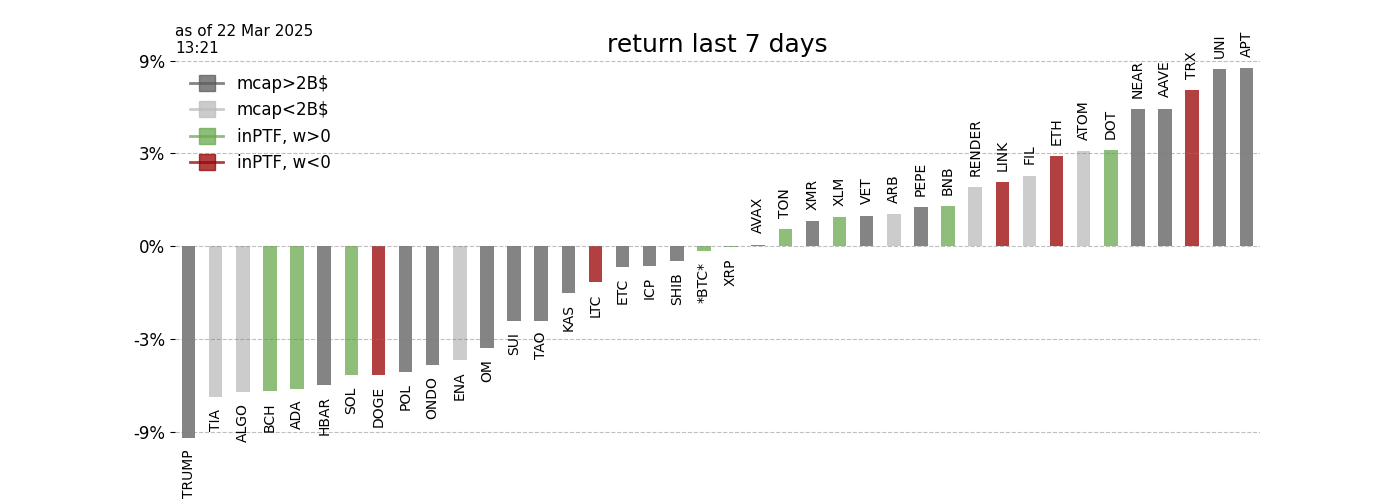 as of 22 Mar 2025
13:21
return last 7 days
mcap>2B$
mcap<2B$
inPTF, w>0
inPTF, w<0
9%
3%
0%
-3%
-9%
TRUMP
TIA
ALGO
BCH
ADA
HBAR
SOL
DOGE
POL
ONDO
ENA
OM
SUI
TAO
KAS
LTC
ETC
ICP
SHIB
*BTC*
XRP
AVAX
TON
XMR
XLM
VET
ARB
PEPE
BNB
RENDER
LINK
FIL
ETH
ATOM
DOT
NEAR
AAVE
TRX
UNI
APT